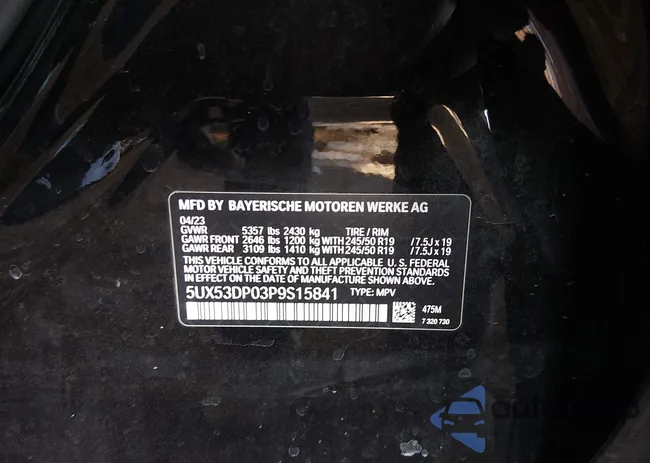 MFD BY BAYERISCHE MOTOREN WERKE AG
04/23
GVWR 5357 lbs 2430 kg TIRE / RIM
GAWR FRONT 2646 lbs 1200 kg WITH 245/50 R19 /7.5J x 19
GAWR REAR 3109 lbs 1410 kg WITH 245/50 R19 /7.5J x 19
THIS VEHICLE CONFORMS TO ALL APPLICABLE U. S. FEDERAL
MOTOR VEHICLE SAFETY AND THEFT PREVENTION STANDARDS
IN EFFECT ON THE DATE OF MANUFACTURE SHOWN ABOVE.
5UX53DP03P9S15841 TYPE: MPV
475M
7 320 730